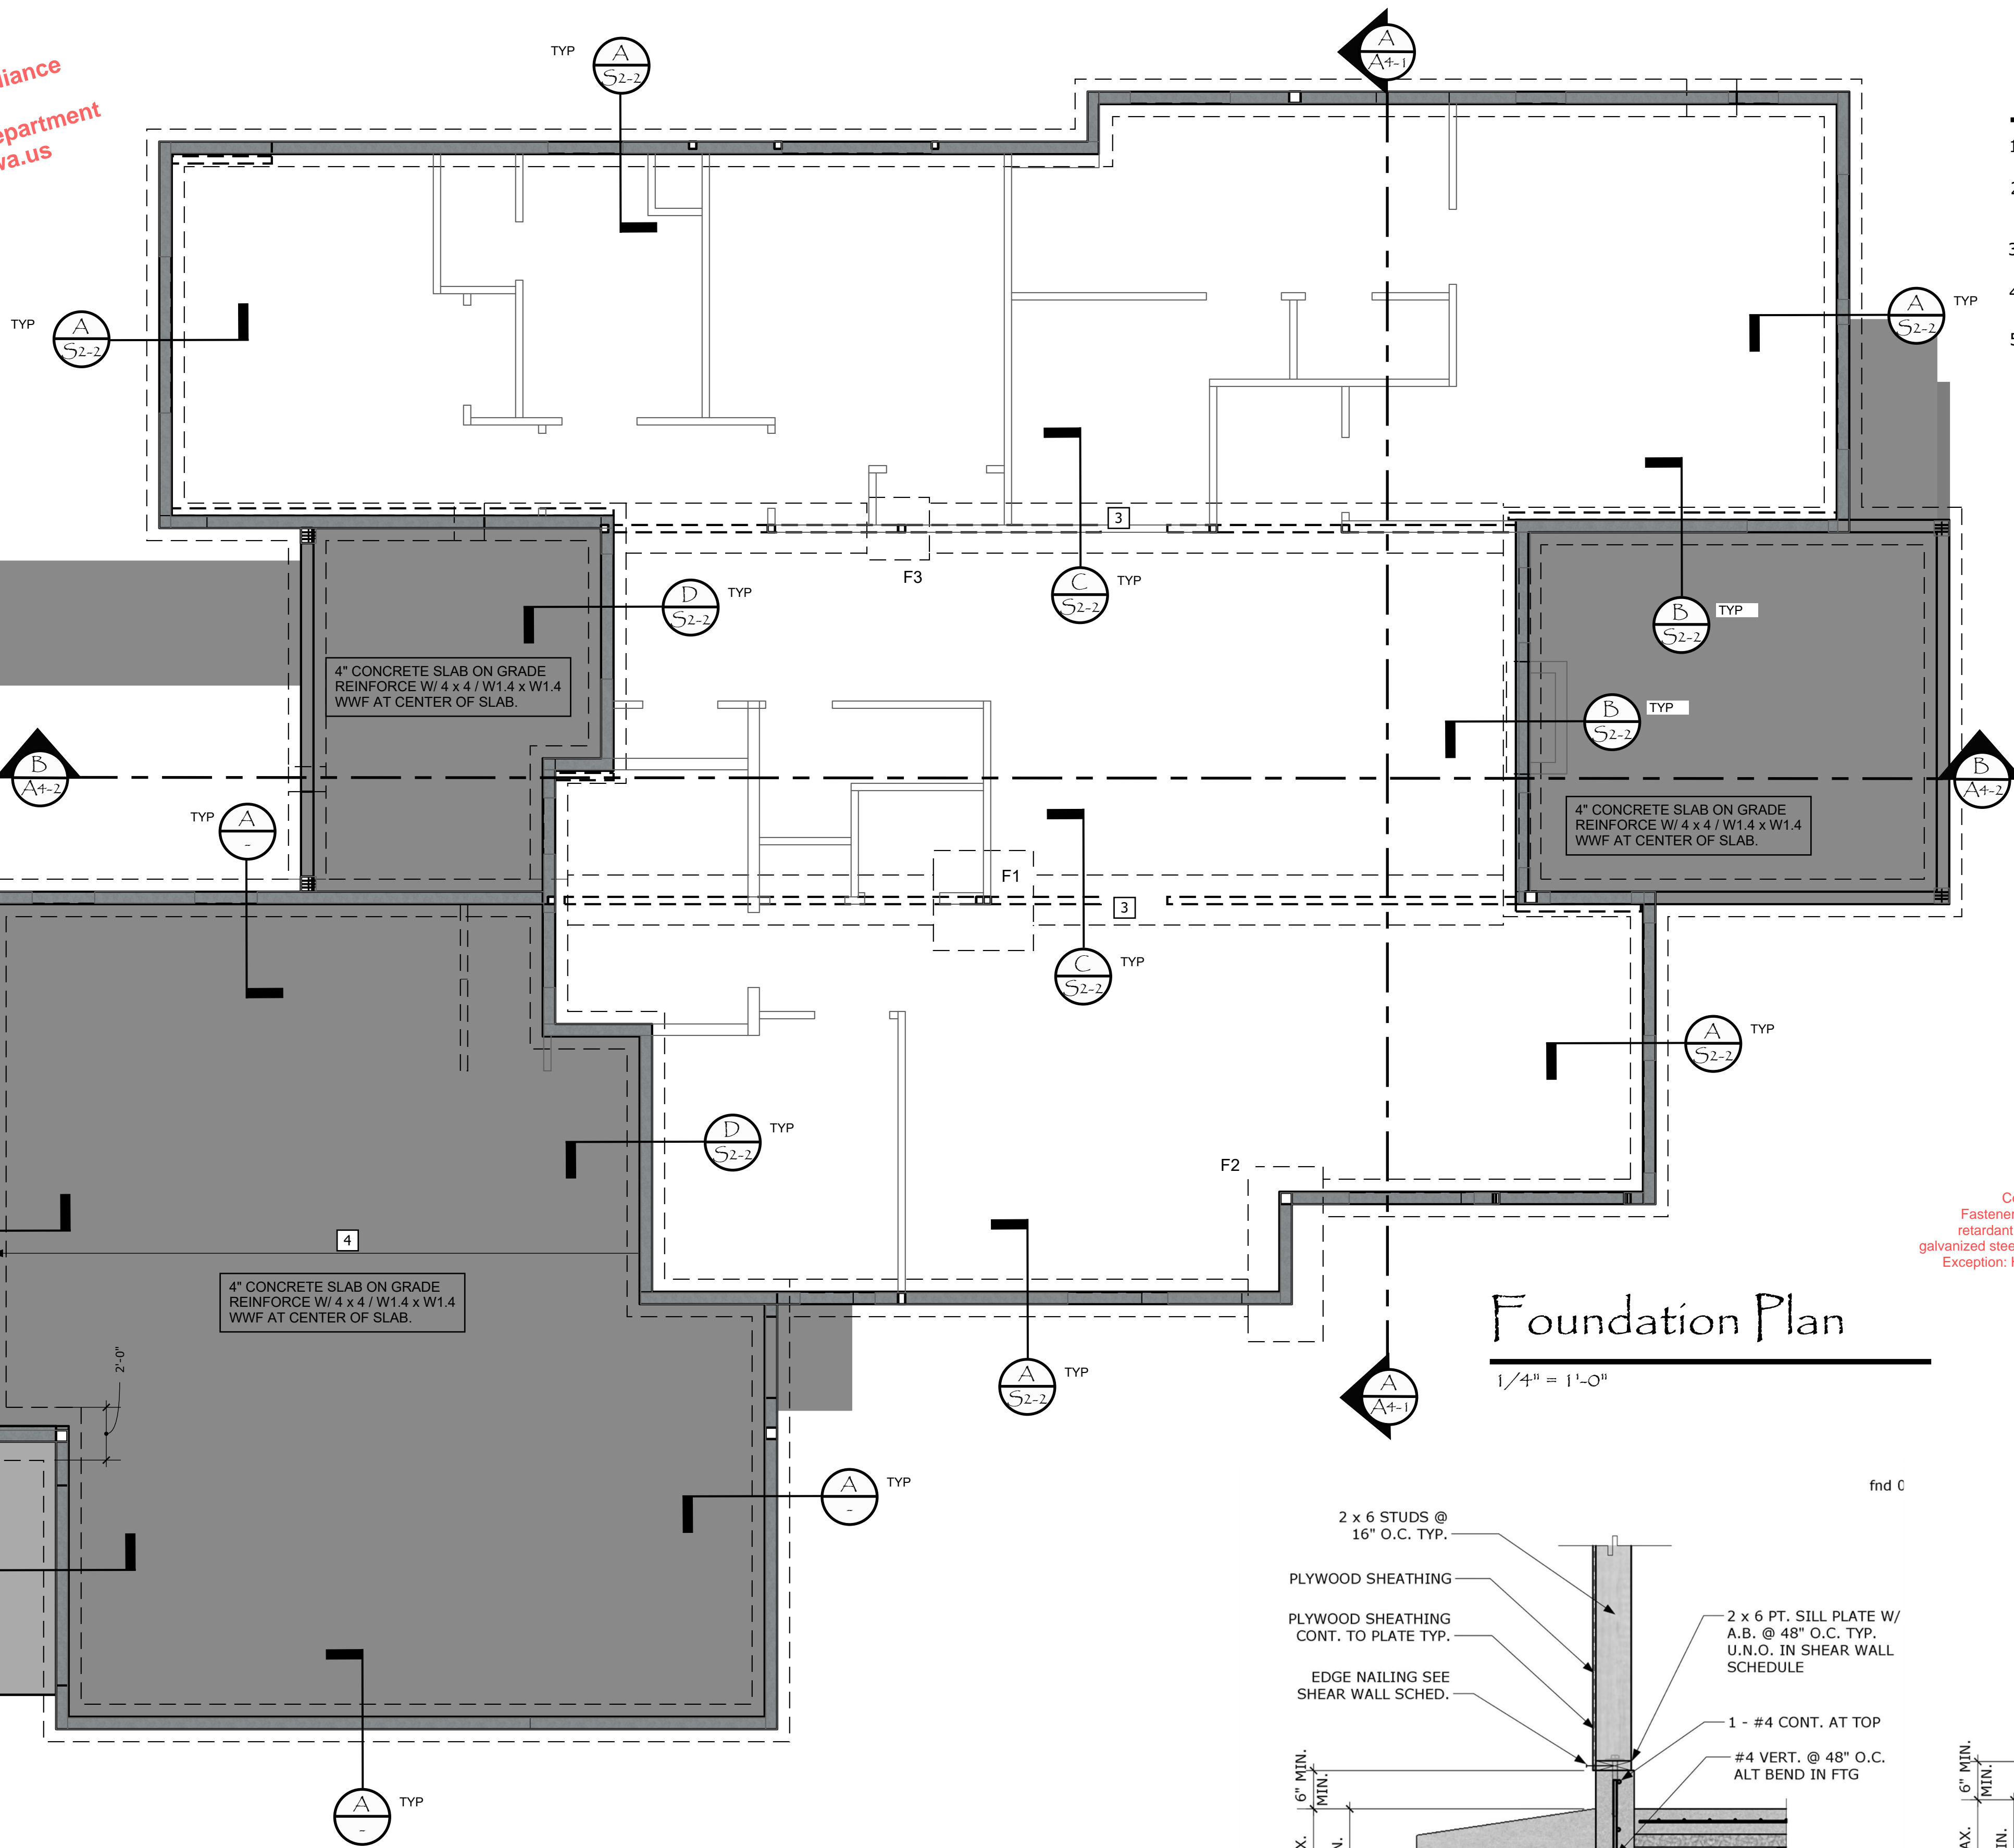 TYP
A
S2-2
A
A4-1
epartment
wa.us
TYP
A
S2-2
A
S2-2
TYP
1
2
3
4
5
3
F3
D
S2-2
TYP
C
S2-2
TYP
B
S2-2
TYP
4" CONCRETE SLAB ON GRADE
REINFORCE W/ 4 x 4 / W1.4 x W1.4
WWF AT CENTER OF SLAB.
B
S2-2
TYP
B
A4-2
B
A4-2
TYP
A
-
4" CONCRETE SLAB ON GRADE
REINFORCE W/ 4 x 4 / W1.4 x W1.4
WWF AT CENTER OF SLAB.
F1
3
C
S2-2
TYP
A
S2-2
TYP
D
S2-2
TYP
F2
4
4" CONCRETE SLAB ON GRADE
REINFORCE W/ 4 x 4 / W1.4 x W1.4
WWF AT CENTER OF SLAB.
2'-0"
Fastener
retardant
galvanized stee
Exception:
Foundation Plan
1/4" = 1'-0"
A
S2-2
TYP
A
A4-1
A
-
TYP
A
-
TYP
fnd 0
2 x 6 STUDS @
16" O.C. TYP.
PLYWOOD SHEATHING
PLYWOOD SHEATHING
CONT. TO PLATE TYP.
EDGE NAILING SEE
SHEAR WALL SCHED.
2 x 6 PT. SILL PLATE W/
A.B. @ 48" O.C. TYP.
U.N.O. IN SHEAR WALL
SCHEDULE
1 - #4 CONT. AT TOP
#4 VERT. @ 48" O.C.
ALT BEND IN FTG
6" MIN.
MIN.
6" MIN.
MIN.